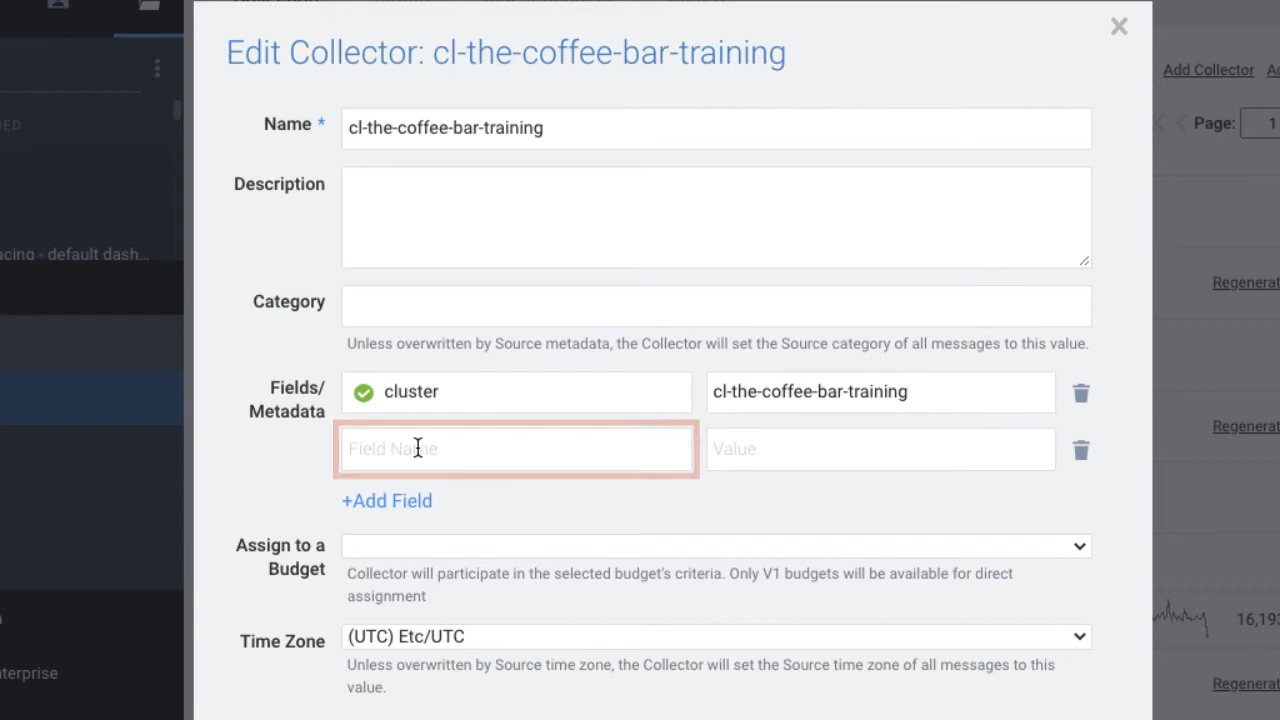 Edit Collector: cl-the-coffee-bar-training
Add Collector
Page: 1
Name *
cl-the-coffee-bar-training
Description
acing - default dash...
Category
Unless overwritten by Source metadata, the Collector will set the Source category of all messages to this value.
Regenerat
Fields/
Metadata
cluster
cl-the-coffee-bar-training
Field Name
Value
Regenerat
+Add Field
Assign to a
Budget
Collector will participate in the selected budget's criteria. Only V1 budgets will be available for direct
assignment
Time Zone
(UTC) Etc/UTC
16,193
Unless overwritten by Source time zone, the Collector will set the Source time zone of all messages to this
value.
terprise
Regenerat